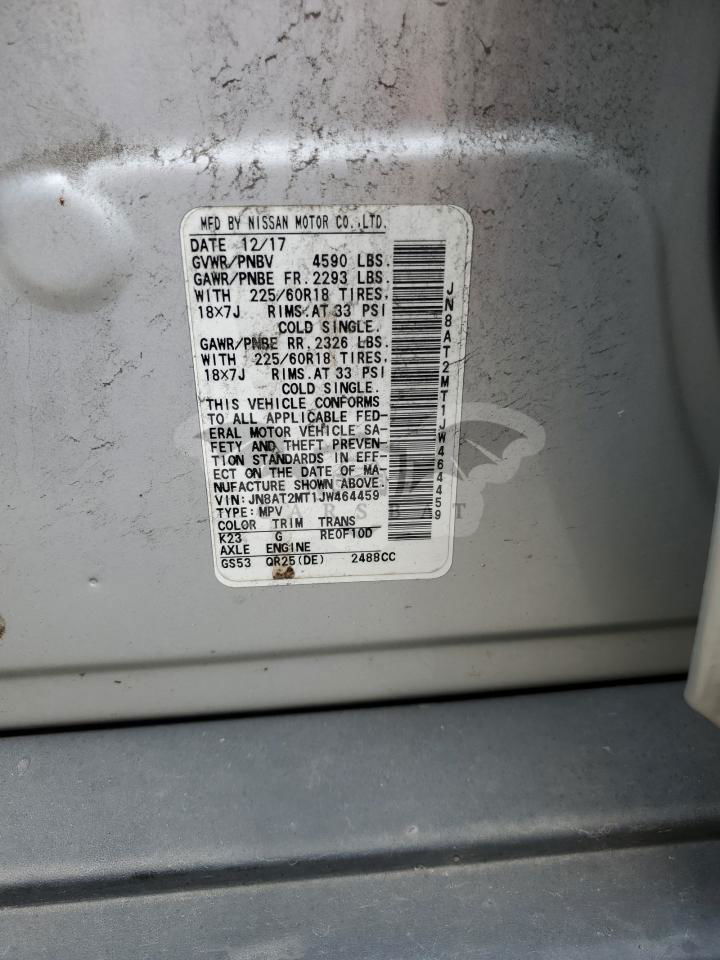 MFD BY NISSAN MOTOR CO.,LTD.
DATE 12/17
GVWR/PNBV 4590 LBS.
GAWR/PNBE FR. 2293 LBS.
WITH 225/60R18 TIRES,
18X7J RIMS.AT 33 PSI
COLD SINGLE.
GAWR/PNBE RR. 2326 LBS.
WITH 225/60R18 TIRES,
18X7J RIMS.AT 33 PSI
COLD SINGLE.
THIS VEHICLE CONFORMS
TO ALL APPLICABLE FED-
ERAL MOTOR VEHICLE SA-
FETY AND THEFT PREVEN-
TION STANDARDS IN EFF-
ECT ON THE DATE OF MA-
NUFACTURE SHOWN ABOVE.
VIN: JN8AT2MT1JW464459
TYPE: MPV
COLOR TRIM TRANS
K23 G RE0F10D
AXLE ENGINE
GS53 QR25(DE) 2488CC
JN8AT2MT1JW464459
CARSBAT